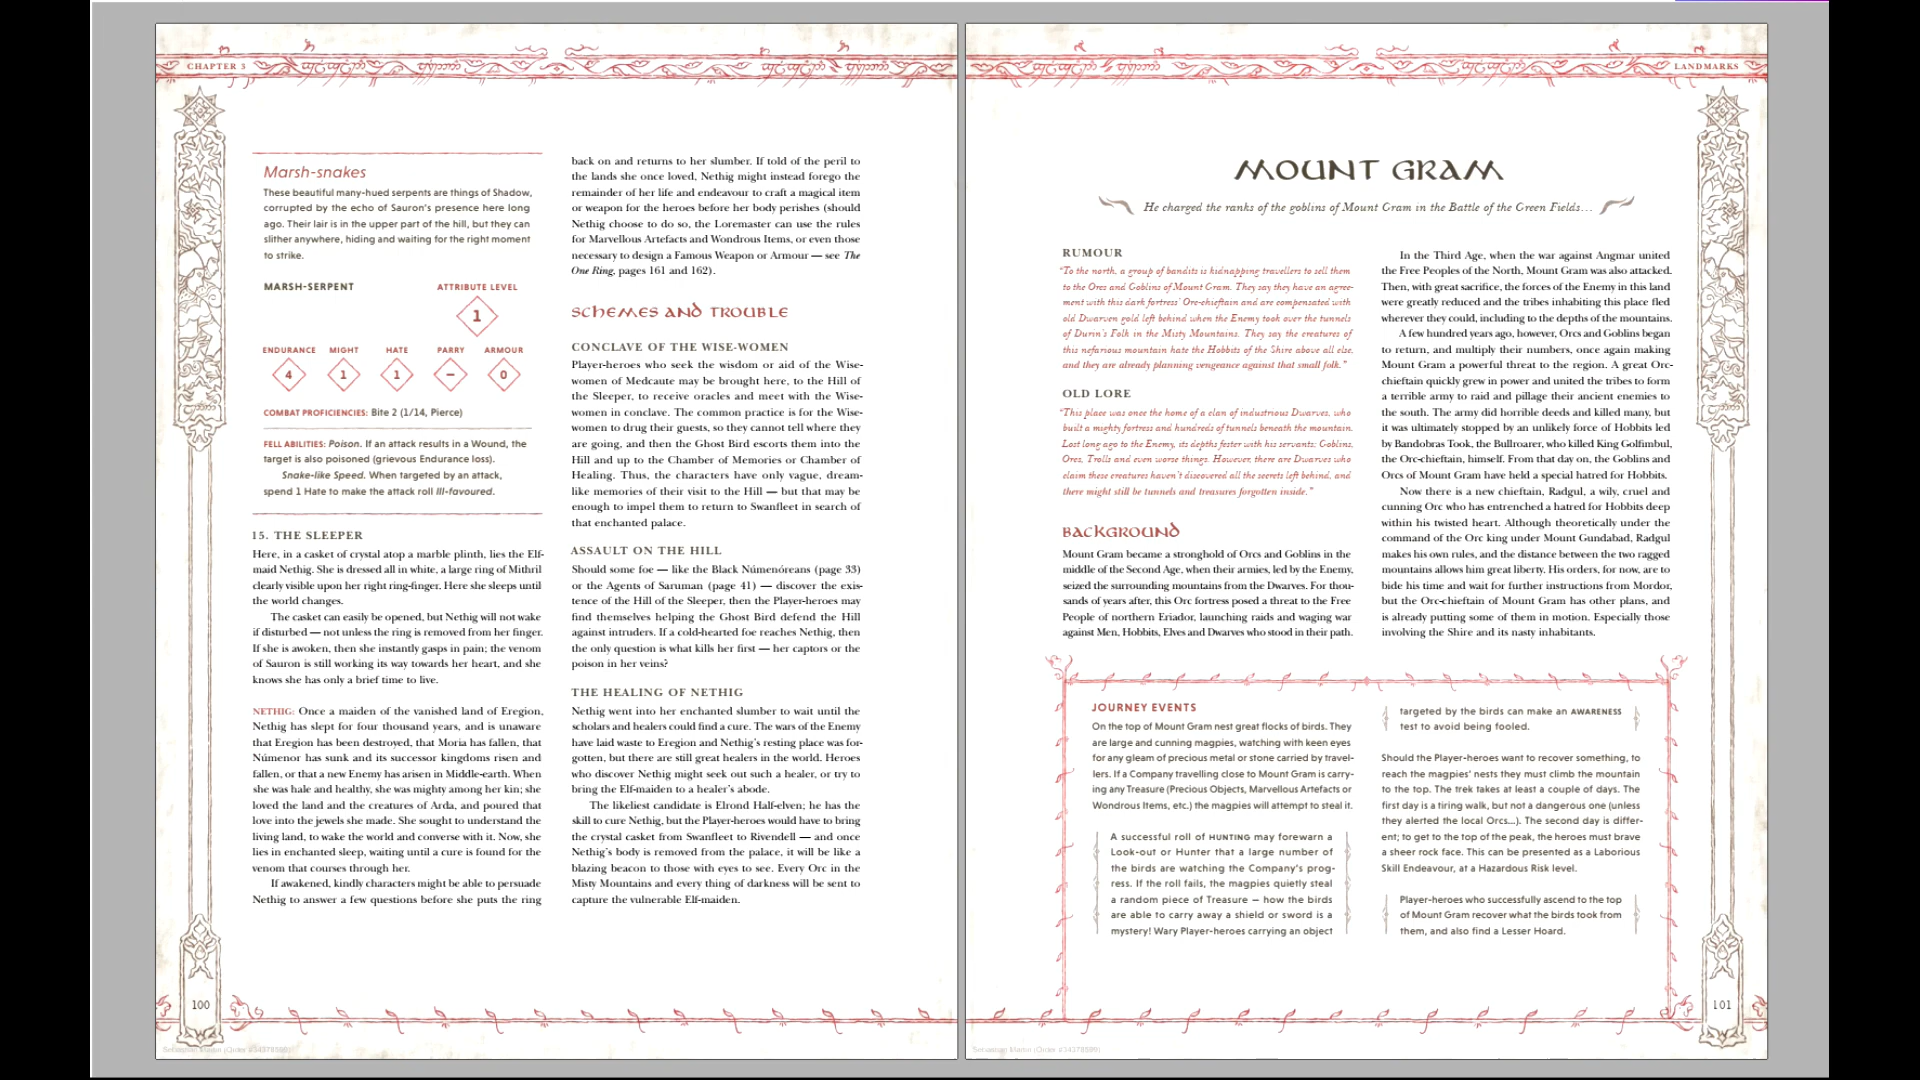 CHAPTER 3
Marsh-snakes
These beautiful many-hued serpents are things of Shadow,
corrupted by the echo of Sauron's presence here long
ago. Their lair is in the upper part of the hill, but they can
slither anywhere, hiding and waiting for the right moment
to strike.
MARSH-SERPENT
ATTRIBUTE LEVEL
1
ENDURANCE MIGHT HATE PARRY ARMOUR
4 1 1 – 0
COMBAT PROFICIENCIES: Bite 2 (1/14, Pierce)
FELL ABILITIES: Poison. If an attack results in a Wound, the
target is also poisoned (grievous Endurance loss).
Snake-like Speed. When targeted by an attack,
spend 1 Hate to make the attack roll Ill-favoured.
15. THE SLEEPER
Here, in a casket of crystal atop a marble plinth, lies the Elf-
maid Nethig. She is dressed all in white, a large ring of Mithril
clearly visible upon her right ring-finger. Here she sleeps until
the world changes.
The casket can easily be opened, but Nethig will not wake
if disturbed — not unless the ring is removed from her finger.
If she is awoken, then she instantly gasps in pain; the venom
of Sauron is still working its way towards her heart, and she
knows she has only a brief time to live.
NETHIG: Once a maiden of the vanished land of Eregion,
Nethig has slept for four thousand years, and is unaware
that Eregion has been destroyed, that Moria has fallen, that
Númenor has sunk and its successor kingdoms risen and
fallen, or that a new Enemy has arisen in Middle-earth. When
she was hale and healthy, she was mighty among her kin; she
loved the land and the creatures of Arda, and poured that
love into the jewels she made. She sought to understand the
living land, to wake the world and converse with it. Now, she
lies in enchanted sleep, waiting until a cure is found for the
venom that courses through her.
If awakened, kindly characters might be able to persuade
Nethig to answer a few questions before she puts the ring
back on and returns to her slumber. If told of the peril to
the lands she once loved, Nethig might instead forego the
remainder of her life and endeavour to craft a magical item
or weapon for the heroes before her body perishes (should
Nethig choose to do so, the Loremaster can use the rules
for Marvellous Artefacts and Wondrous Items, or even those
necessary to design a Famous Weapon or Armour — see The
One Ring, pages 161 and 162).
SCHEMES AND TROUBLE
CONCLAVE OF THE WISE-WOMEN
Player-heroes who seek the wisdom or aid of the Wise-
women of Medcaute may be brought here, to the Hill of
the Sleeper, to receive oracles and meet with the Wise-
women in conclave. The common practice is for the Wise-
women to drug their guests, so they cannot tell where they
are going, and then the Ghost Bird escorts them into the
Hill and up to the Chamber of Memories or Chamber of
Healing. Thus, the characters have only vague, dream-
like memories of their visit to the Hill — but that may be
enough to impel them to return to Swanfleet in search of
that enchanted palace.
ASSAULT ON THE HILL
Should some foe — like the Black Númenóreans (page 33)
or the Agents of Saruman (page 41) — discover the exis-
tence of the Hill of the Sleeper, then the Player-heroes may
find themselves helping the Ghost Bird defend the Hill
against intruders. If a cold-hearted foe reaches Nethig, then
the only question is what kills her first — her captors or the
poison in her veins?
THE HEALING OF NETHIG
Nethig went into her enchanted slumber to wait until the
scholars and healers could find a cure. The wars of the Enemy
have laid waste to Eregion and Nethig's resting place was for-
gotten, but there are still great healers in the world. Heroes
who discover Nethig might seek out such a healer, or try to
bring the Elf-maiden to a healer's abode.
The likeliest candidate is Elrond Half-elven; he has the
skill to cure Nethig, but the Player-heroes would have to bring
the crystal casket from Swanfleet to Rivendell — and once
Nethig's body is removed from the palace, it will be like a
blazing beacon to those with eyes to see. Every Orc in the
Misty Mountains and every thing of darkness will be sent to
capture the vulnerable Elf-maiden.
100
LANDMARKS
MOUNT GRAM
He charged the ranks of the goblins of Mount Gram in the Battle of the Green Fields…
RUMOUR
"To the north, a group of bandits is kidnapping travellers to sell them
to the Orcs and Goblins of Mount Gram. They say they have an agree-
ment with this dark fortress' Orc-chieftain and are compensated with
old Dwarven gold left behind when the Enemy took over the tunnels
of Durin's Folk in the Misty Mountains. They say the creatures of
this nefarious mountain hate the Hobbits of the Shire above all else,
and they are already planning vengeance against that small folk."
OLD LORE
"This place was once the home of a clan of industrious Dwarves, who
built a mighty fortress and hundreds of tunnels beneath the mountain.
Lost long ago to the Enemy, its depths fester with his servants: Goblins,
Orcs, Trolls and even worse things. However, there are Dwarves who
claim these creatures haven't discovered all the secrets left behind, and
there might still be tunnels and treasures forgotten inside."
BACKGROUND
Mount Gram became a stronghold of Orcs and Goblins in the
middle of the Second Age, when their armies, led by the Enemy,
seized the surrounding mountains from the Dwarves. For thou-
sands of years after, this Orc fortress posed a threat to the Free
People of northern Eriador, launching raids and waging war
against Men, Hobbits, Elves and Dwarves who stood in their path.
In the Third Age, when the war against Angmar united
the Free Peoples of the North, Mount Gram was also attacked.
Then, with great sacrifice, the forces of the Enemy in this land
were greatly reduced and the tribes inhabiting this place fled
wherever they could, including to the depths of the mountains.
A few hundred years ago, however, Orcs and Goblins began
to return, and multiply their numbers, once again making
Mount Gram a powerful threat to the region. A great Orc-
chieftain quickly grew in power and united the tribes to form
a terrible army to raid and pillage their ancient enemies to
the south. The army did horrible deeds and killed many, but
it was ultimately stopped by an unlikely force of Hobbits led
by Bandobras Took, the Bullroarer, who killed King Golfimbul,
the Orc-chieftain, himself. From that day on, the Goblins and
Orcs of Mount Gram have held a special hatred for Hobbits.
Now there is a new chieftain, Radgul, a wily, cruel and
cunning Orc who has entrenched a hatred for Hobbits deep
within his twisted heart. Although theoretically under the
command of the Orc king under Mount Gundabad, Radgul
makes his own rules, and the distance between the two ragged
mountains allows him great liberty. His orders, for now, are to
bide his time and wait for further instructions from Mordor,
but the Orc-chieftain of Mount Gram has other plans, and
is already putting some of them in motion. Especially those
involving the Shire and its nasty inhabitants.
JOURNEY EVENTS
On the top of Mount Gram nest great flocks of birds. They
are large and cunning magpies, watching with keen eyes
for any gleam of precious metal or stone carried by travel-
lers. If a Company travelling close to Mount Gram is carry-
ing any Treasure (Precious Objects, Marvellous Artefacts or
Wondrous Items, etc.) the magpies will attempt to steal it.
A successful roll of HUNTING may forewarn a
Look-out or Hunter that a large number of
the birds are watching the Company's prog-
ress. If the roll fails, the magpies quietly steal
a random piece of Treasure — how the birds
are able to carry away a shield or sword is a
mystery! Wary Player-heroes carrying an object
targeted by the birds can make an AWARENESS
test to avoid being fooled.
Should the Player-heroes want to recover something, to
reach the magpies' nests they must climb the mountain
to the top. The trek takes at least a couple of days. The
first day is a tiring walk, but not a dangerous one (unless
they alerted the local Orcs…). The second day is differ-
ent; to get to the top of the peak, the heroes must brave
a sheer rock face. This can be presented as a Laborious
Skill Endeavour, at a Hazardous Risk level.
Player-heroes who successfully ascend to the top
of Mount Gram recover what the birds took from
them, and also find a Lesser Hoard.
101